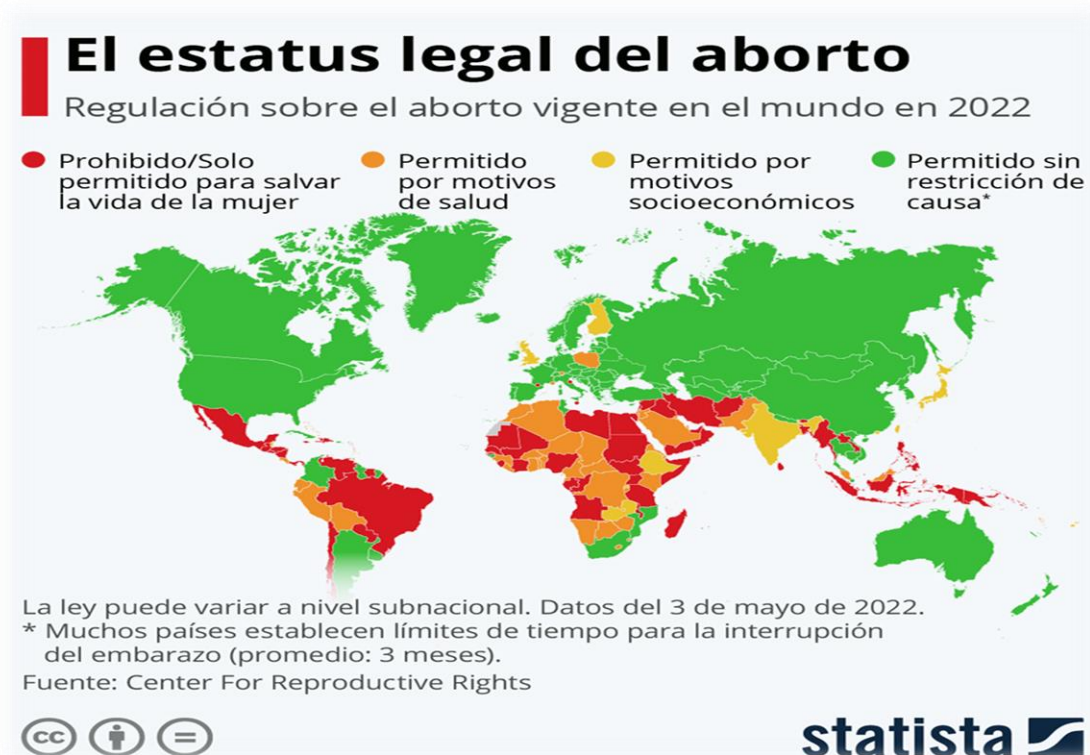 El estatus legal del aborto
Regulación sobre el aborto vigente en el mundo en 2022
Prohibido/Solo
permitido para salvar
la vida de la mujer
Permitido
por motivos
de salud
Permitido por
motivos
socioeconómicos
Permitido sin
restricción de
causa*
La ley puede variar a nivel subnacional. Datos del 3 de mayo de 2022.
* Muchos países establecen límites de tiempo para la interrupción
del embarazo (promedio: 3 meses).
Fuente: Center For Reproductive Rights
cc
statista